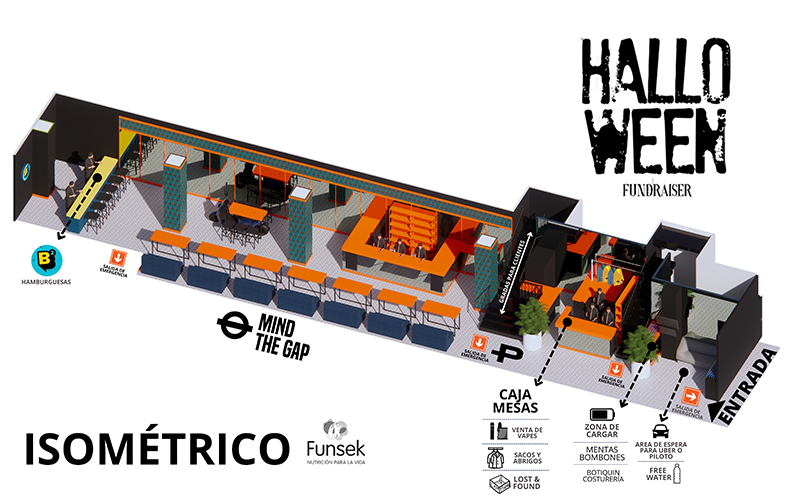 HALLO
WEEN
FUNDRAISER
GRADAS PARA CLIENTES
B2
HAMBURGUESAS
SALIDA DE
EMERGENCIA
MIND
THE GAP
SALIDA DE
EMERGENCIA
P
SALIDA DE
EMERGENCIA
SALIDA DE
EMERGENCIA
ENTRADA
CAJA
MESAS
VENTA DE
VAPES
SACOS Y
ABRIGOS
LOST &
FOUND
ZONA DE
CARGAR
MENTAS
BOMBONES
BOTIQUIN
COSTURERÍA
AREA DE ESPERA
PARA UBER O
PILOTO
FREE
WATER
ISOMÉTRICO
Funsek
NUTRICIÓN PARA LA VIDA